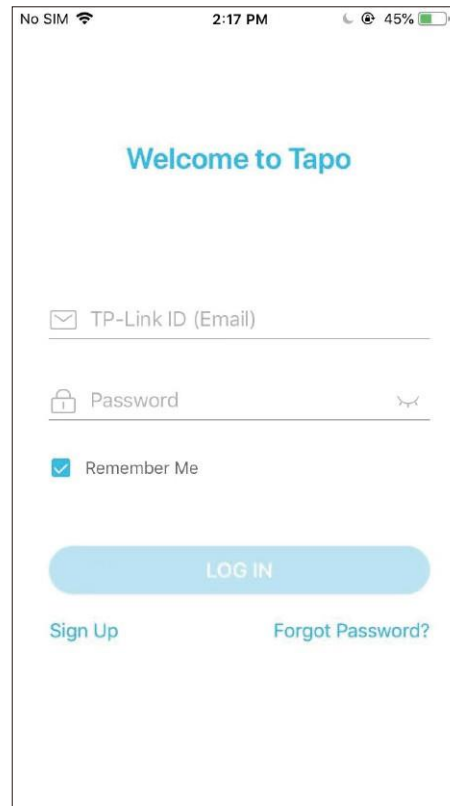 No SIM 2:17 PM 45%
Welcome to Tapo
TP-Link ID (Email)
Password
Remember Me
LOG IN
Sign Up Forgot Password?